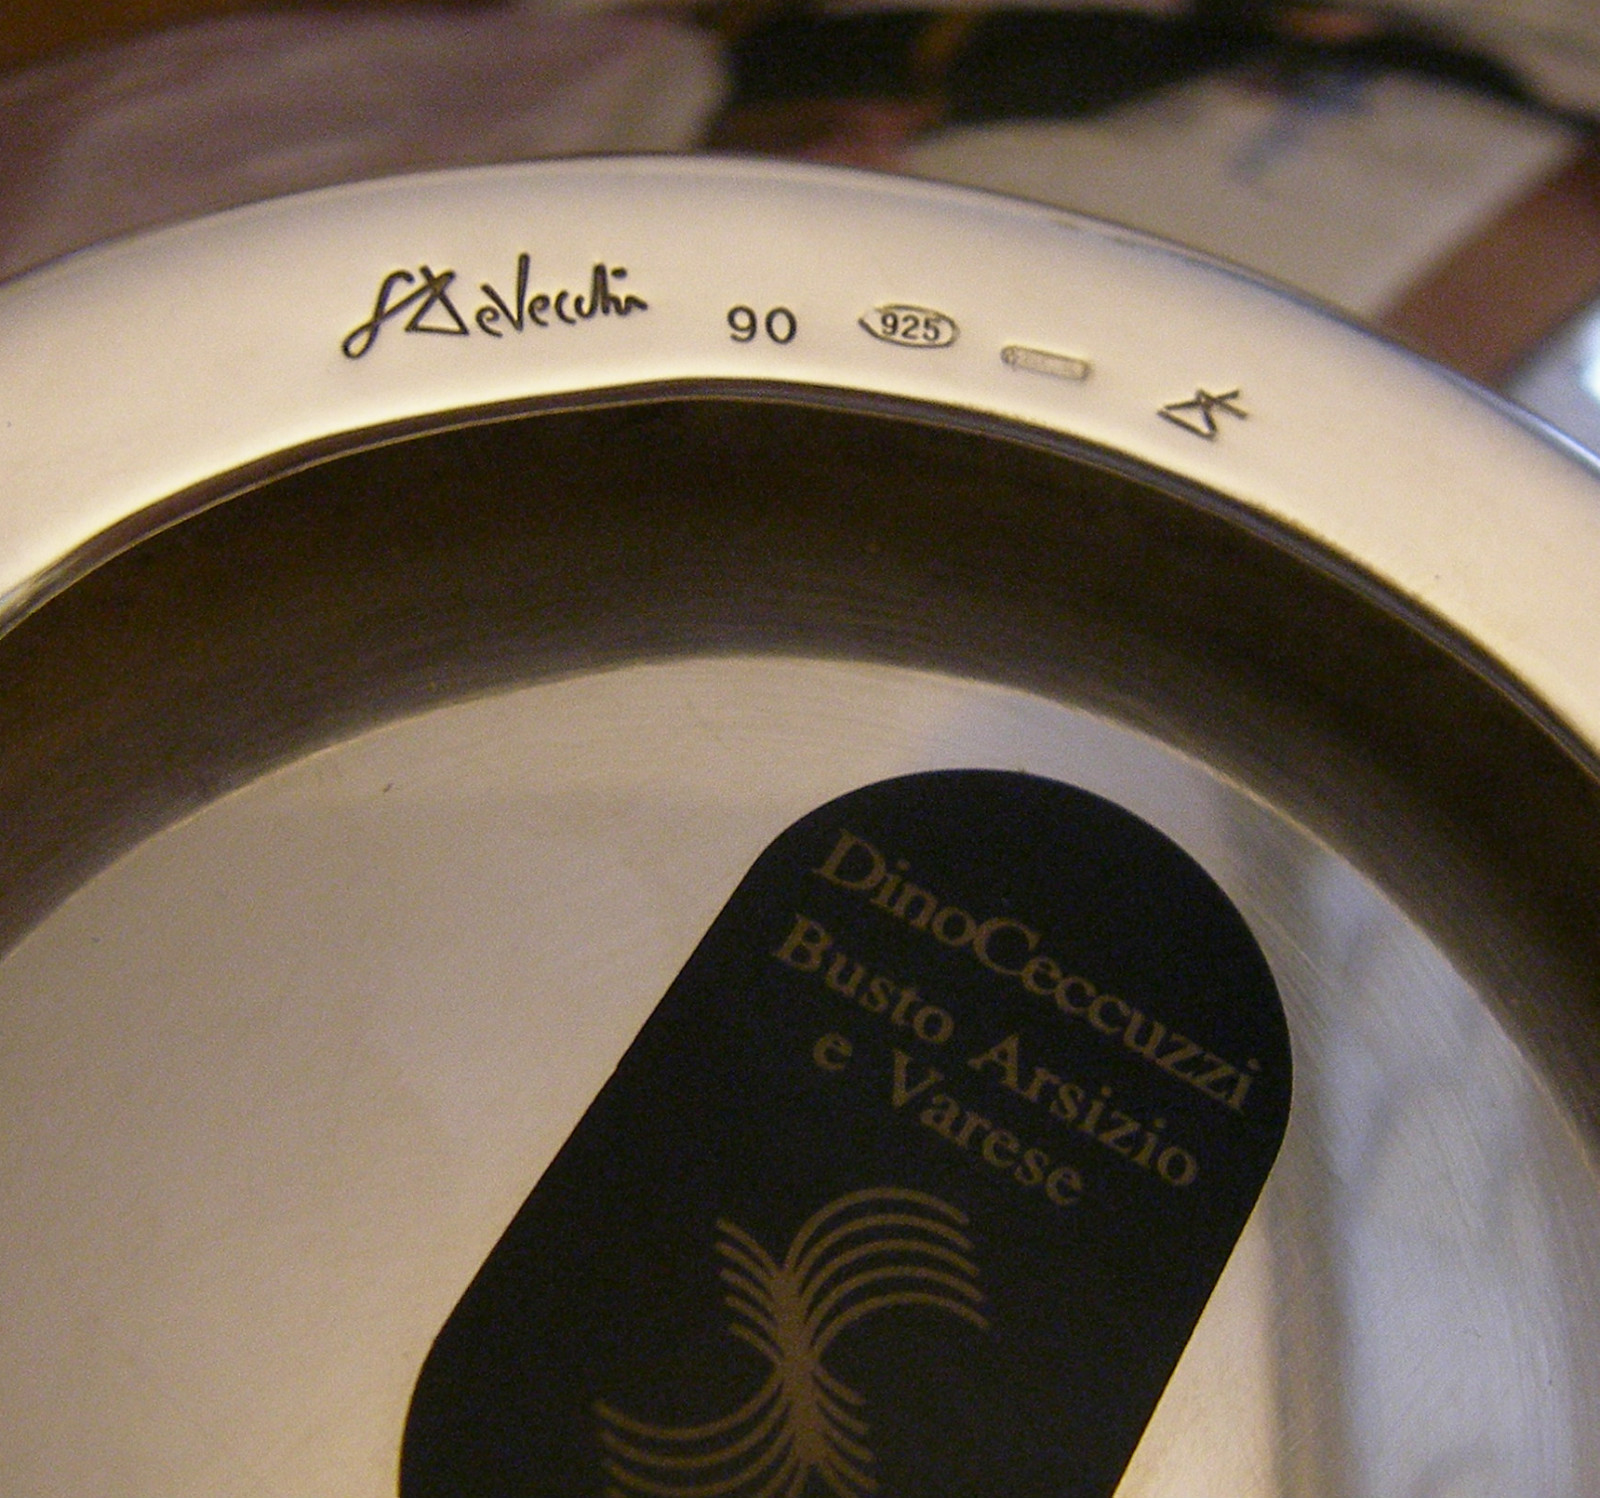 DeVecchi 90 925
DinoCeccuzzi
Busto Arsizio
e Varese